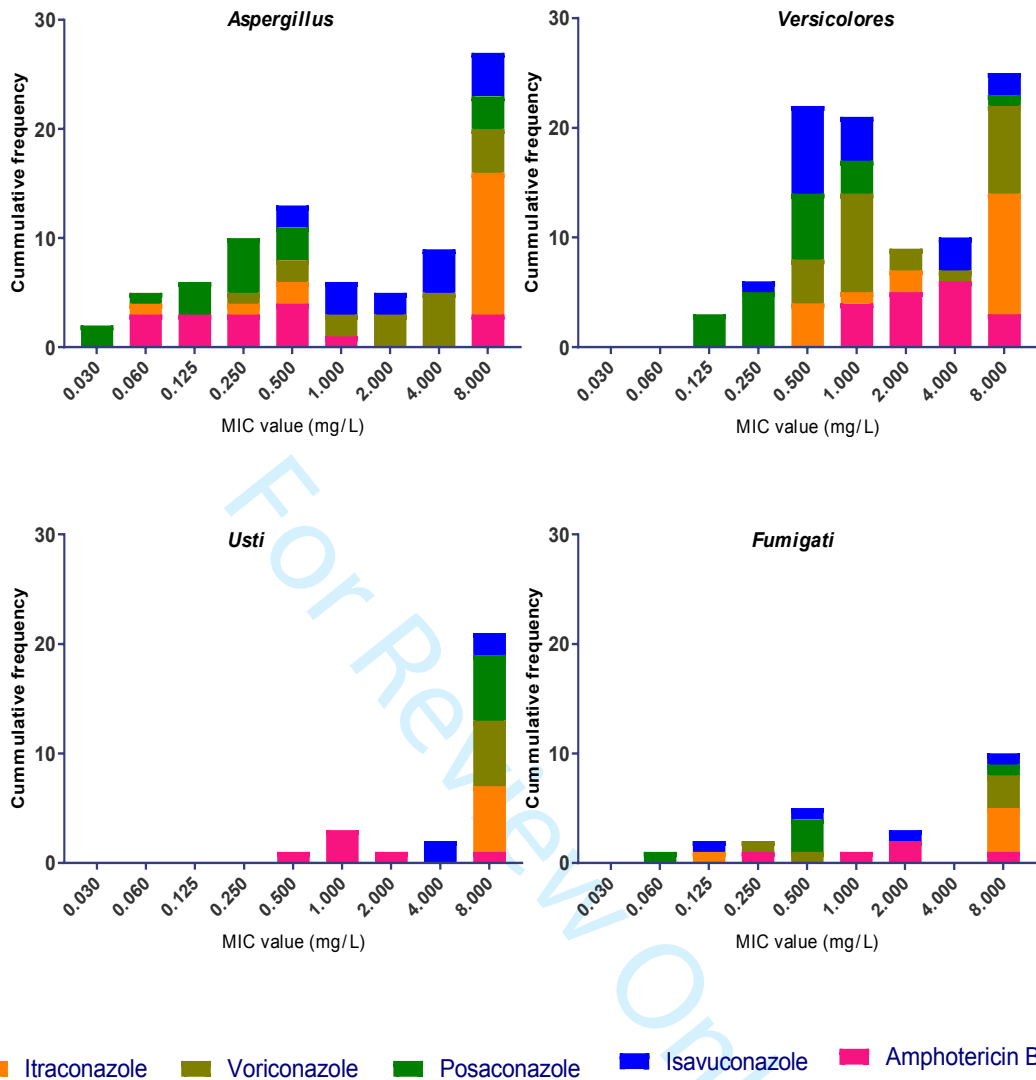 Aspergillus
Cummulative frequency
30
20
10
0
0.030 0.060 0.125 0.250 0.500 1.000 2.000 4.000 8.000
MIC value (mg/L)
Versicolores
Cummulative frequency
30
20
10
0
0.030 0.060 0.125 0.250 0.500 1.000 2.000 4.000 8.000
MIC value (mg/L)
Usti
Cummulative frequency
30
20
10
0
0.030 0.060 0.125 0.250 0.500 1.000 2.000 4.000 8.000
MIC value (mg/L)
Fumigati
Cummulative frequency
30
20
10
0
0.030 0.060 0.125 0.250 0.500 1.000 2.000 4.000 8.000
MIC value (mg/L)
For Review On
Itraconazole Voriconazole Posaconazole Isavuconazole Amphotericin B